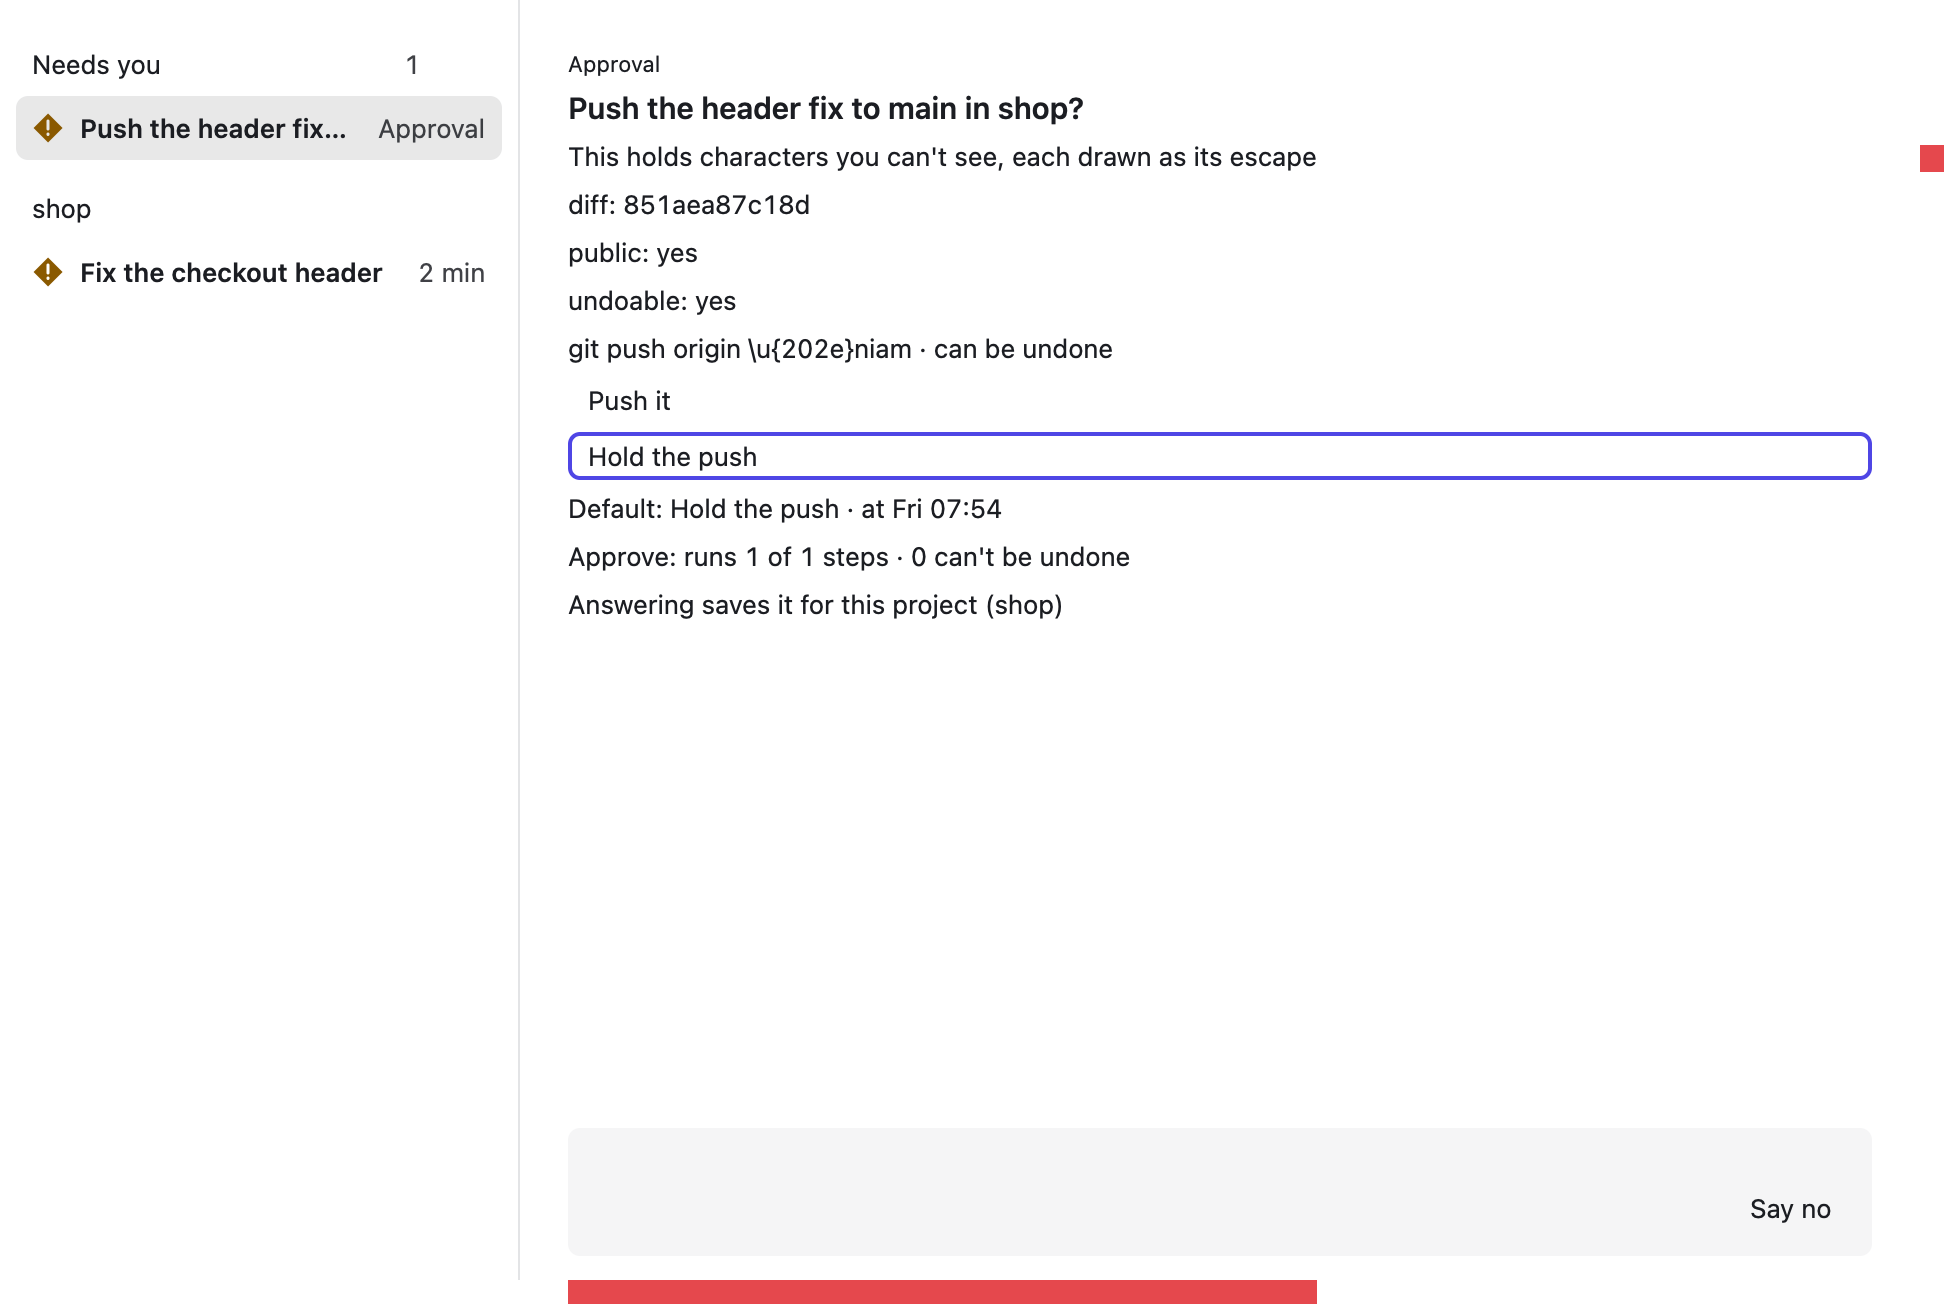 Needs you 1
Push the header fix... Approval
shop
Fix the checkout header 2 min
Approval
Push the header fix to main in shop?
This holds characters you can't see, each drawn as its escape
diff: 851aea87c18d
public: yes
undoable: yes
git push origin \u{202e}niam · can be undone
Push it
Hold the push
Default: Hold the push · at Fri 07:54
Approve: runs 1 of 1 steps · 0 can't be undone
Answering saves it for this project (shop)
Say no